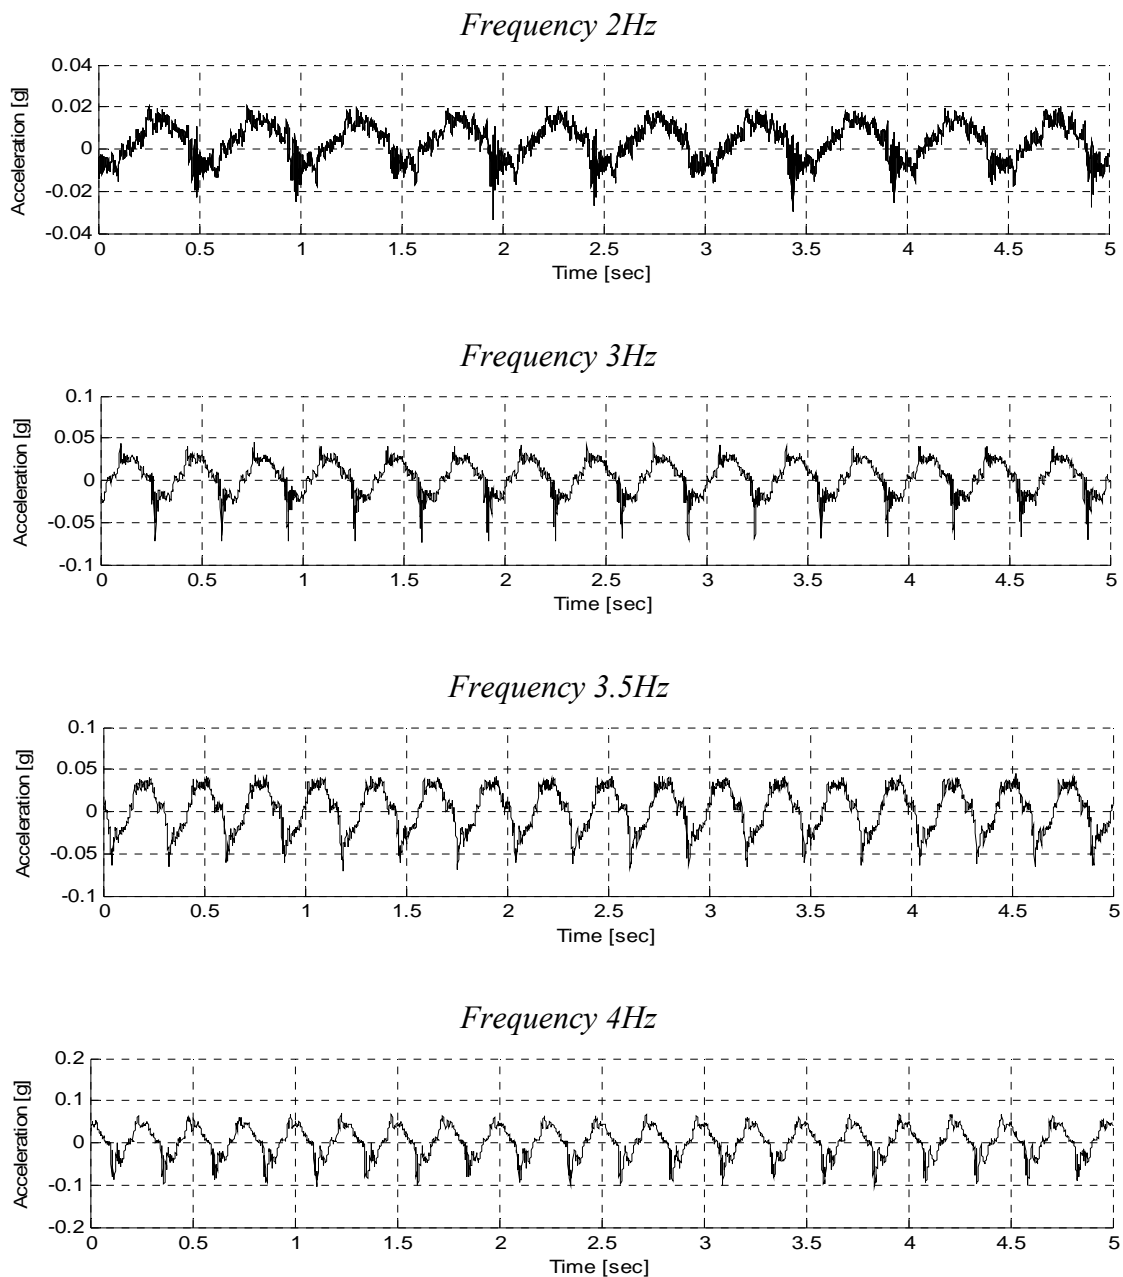 Frequency 2Hz
0.04
0.02
0
-0.02
-0.04
Acceleration [g]
0 0.5 1 1.5 2 2.5 3 3.5 4 4.5 5
Time [sec]
Frequency 3Hz
0.1
0.05
0
-0.05
-0.1
Acceleration [g]
0 0.5 1 1.5 2 2.5 3 3.5 4 4.5 5
Time [sec]
Frequency 3.5Hz
0.1
0.05
0
-0.05
-0.1
Acceleration [g]
0 0.5 1 1.5 2 2.5 3 3.5 4 4.5 5
Time [sec]
Frequency 4Hz
0.2
0.1
0
-0.1
-0.2
Acceleration [g]
0 0.5 1 1.5 2 2.5 3 3.5 4 4.5 5
Time [sec]